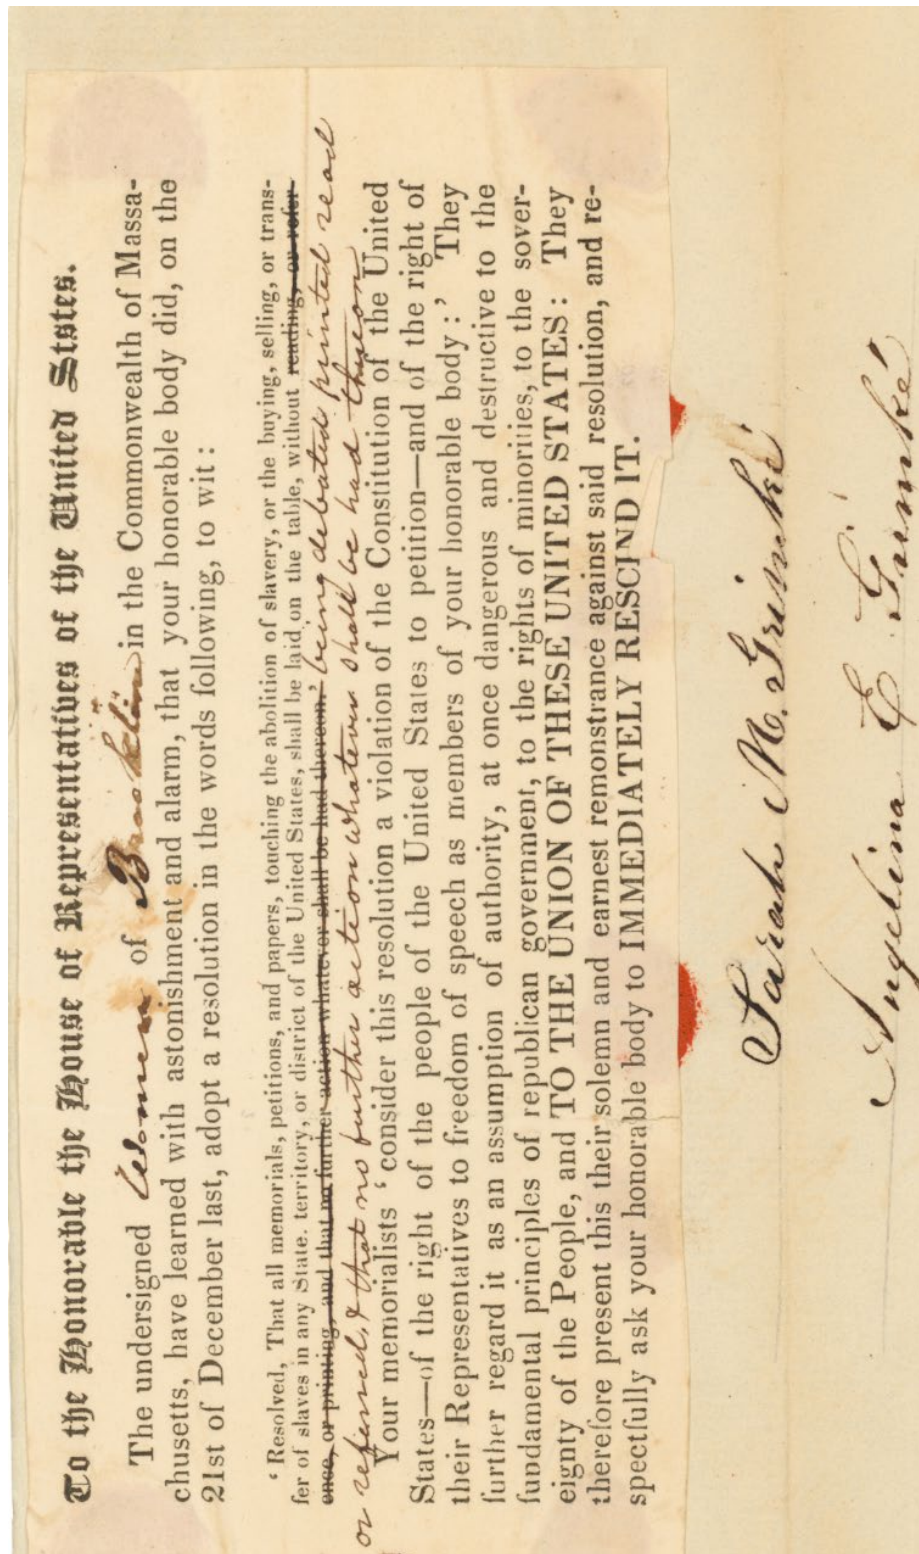 To the Honorable the House of Representatives of the United Ststes.
The undersigned Women of Brookline in the Commonwealth of Massa-
chusetts, have learned with astonishment and alarm, that your honorable body did, on the
21st of December last, adopt a resolution in the words following, to wit :
‘ Resolved, That all memorials, petitions, and papers, touching the abolition of slavery, or the buying, selling, or trans-
fer of slaves in any State. territory, or district of the United States, shall be laid on the table, without reading, or refer-
ence, or printing, and that no further action whatever shall be had thereon.’ being debated printed read
or refered, & that no further action whatever shall be had thereon
Your memorialists ‘consider this resolution a violation of the Constitution of the United
States—of the right of the people of the United States to petition—and of the right of
their Representatives to freedom of speech as members of your honorable body :’ They
further regard it as an assumption of authority, at once dangerous and destructive to the
fundamental principles of republican government, to the rights of minorities, to the sover-
eignty of the People, and TO THE UNION OF THESE UNITED STATES : They
therefore present this their solemn and earnest remonstrance against said resolution, and re-
spectfully ask your honorable body to IMMEDIATELY RESCIND IT.
Sarah M. Grimké
Angelina E. Grimké